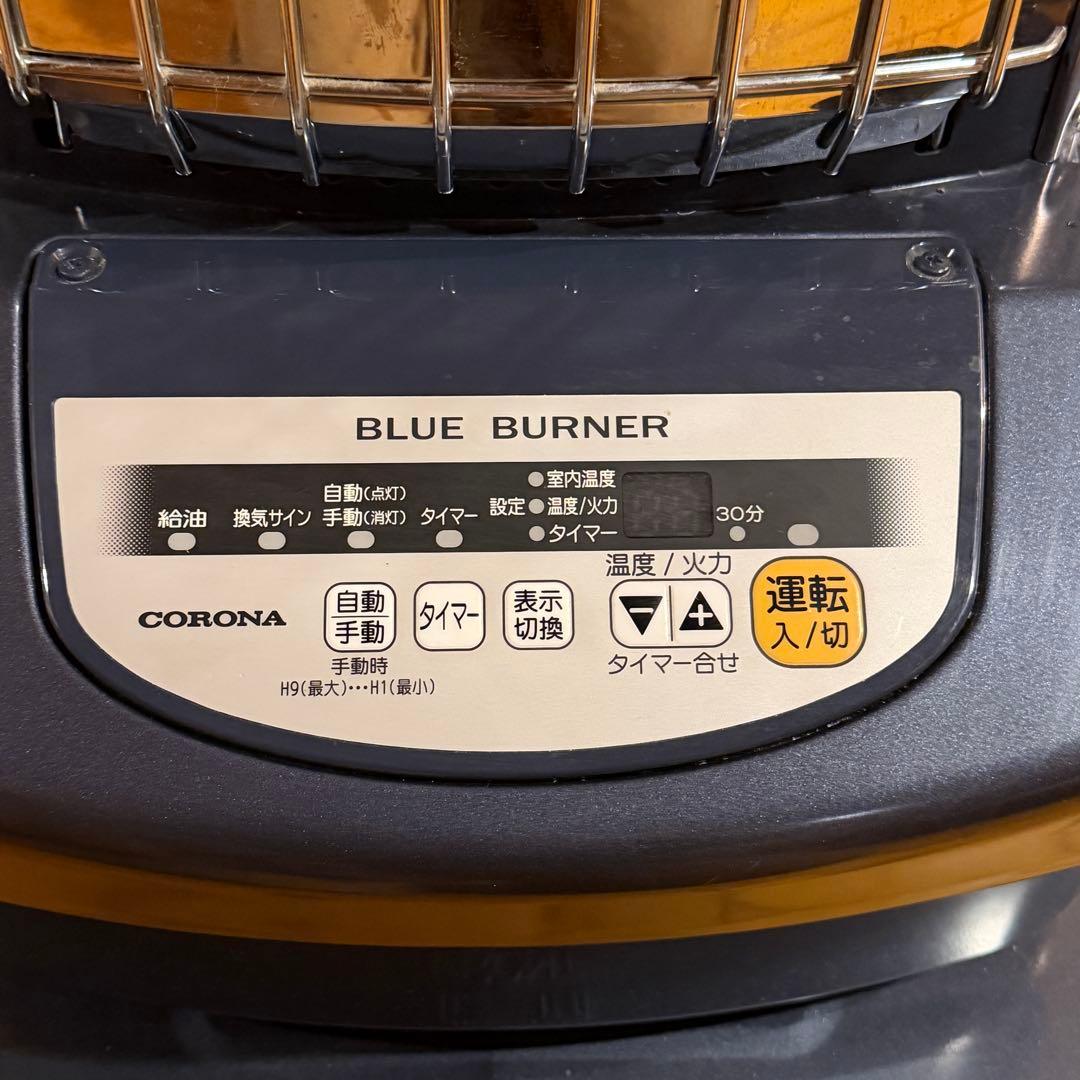 BLUE BURNER
給油
換気サイン
自動(点灯)
手動(消灯)
タイマー
設定
室内温度
温度/火力
タイマー
30分
CORONA
自動
手動
タイマー
表示
切換
温度/火力
− +
タイマー合せ
運転
入/切
手動時
H9(最大)…H1(最小)